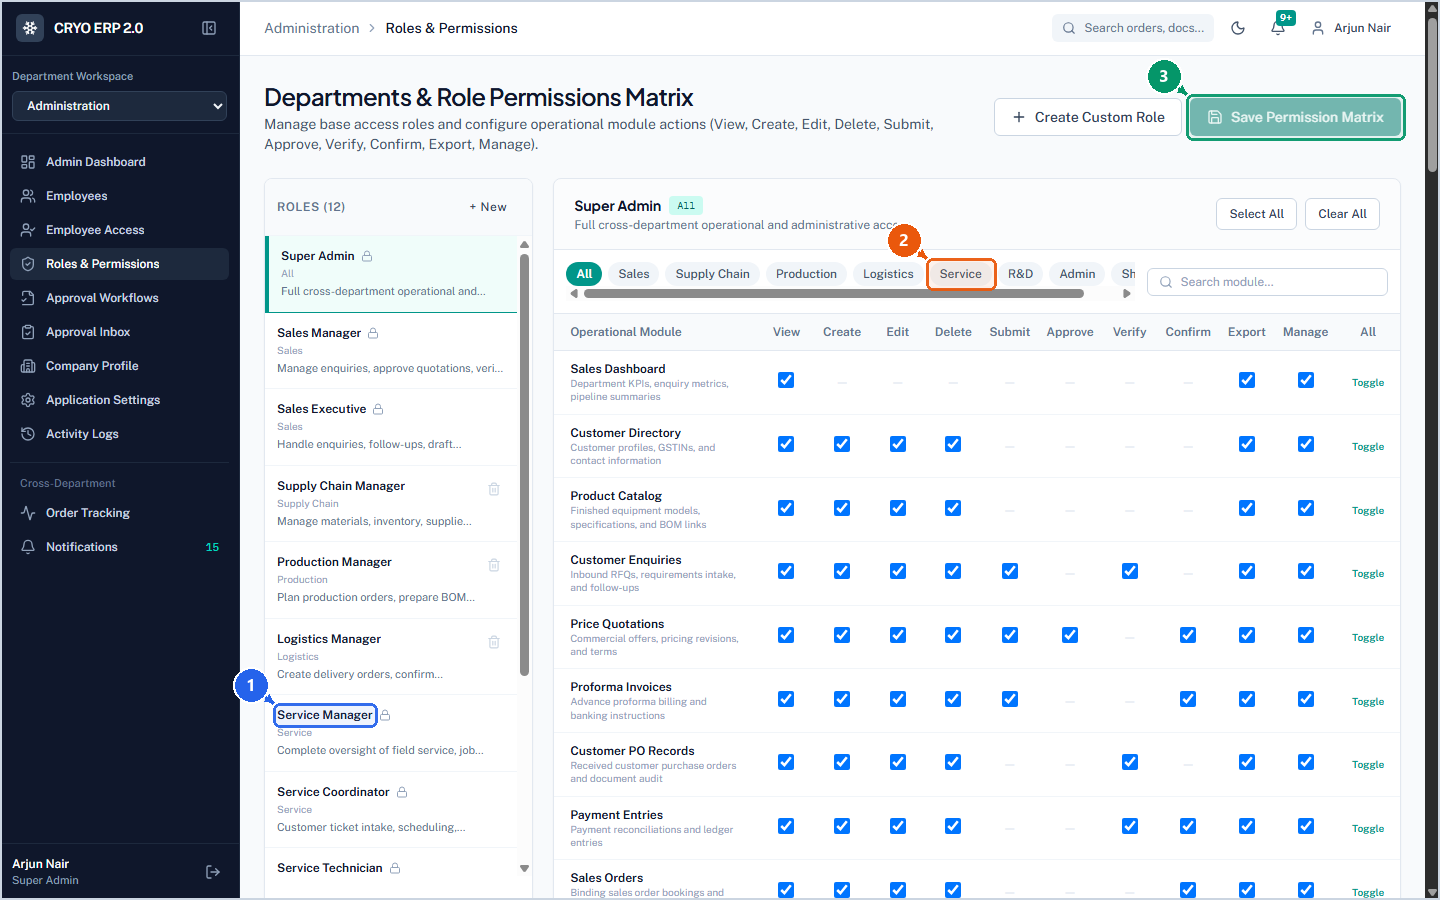 CRYO ERP 2.0
Department Workspace
Administration
Admin Dashboard
Employees
Employee Access
Roles & Permissions
Approval Workflows
Approval Inbox
Company Profile
Application Settings
Activity Logs
Cross-Department
Order Tracking
Notifications 15
Arjun Nair
Super Admin
Administration > Roles & Permissions
Search orders, docs...
9+
Arjun Nair
Departments & Role Permissions Matrix
Manage base access roles and configure operational module actions (View, Create, Edit, Delete, Submit,
Approve, Verify, Confirm, Export, Manage).
+ Create Custom Role
3
Save Permission Matrix
ROLES (12) + New
Super Admin
All
Full cross-department operational and...
Sales Manager
Sales
Manage enquiries, approve quotations, veri...
Sales Executive
Sales
Handle enquiries, follow-ups, draft...
Supply Chain Manager
Supply Chain
Manage materials, inventory, supplie...
Production Manager
Production
Plan production orders, prepare BOM...
Logistics Manager
Logistics
Create delivery orders, confirm...
1
Service Manager
Service
Complete oversight of field service, job...
Service Coordinator
Service
Customer ticket intake, scheduling,...
Service Technician
Super Admin All
Full cross-department operational and administrative acc
2
Select All Clear All
All Sales Supply Chain Production Logistics Service R&D Admin Sh
Search module...
Operational Module View Create Edit Delete Submit Approve Verify Confirm Export Manage All
Sales Dashboard
Department KPIs, enquiry metrics,
pipeline summaries
Toggle
Customer Directory
Customer profiles, GSTINs, and
contact information
Toggle
Product Catalog
Finished equipment models,
specifications, and BOM links
Toggle
Customer Enquiries
Inbound RFQs, requirements intake,
and follow-ups
Toggle
Price Quotations
Commercial offers, pricing revisions,
and terms
Toggle
Proforma Invoices
Advance proforma billing and
banking instructions
Toggle
Customer PO Records
Received customer purchase orders
and document audit
Toggle
Payment Entries
Payment reconciliations and ledger
entries
Toggle
Sales Orders
Binding sales order bookings and
Toggle